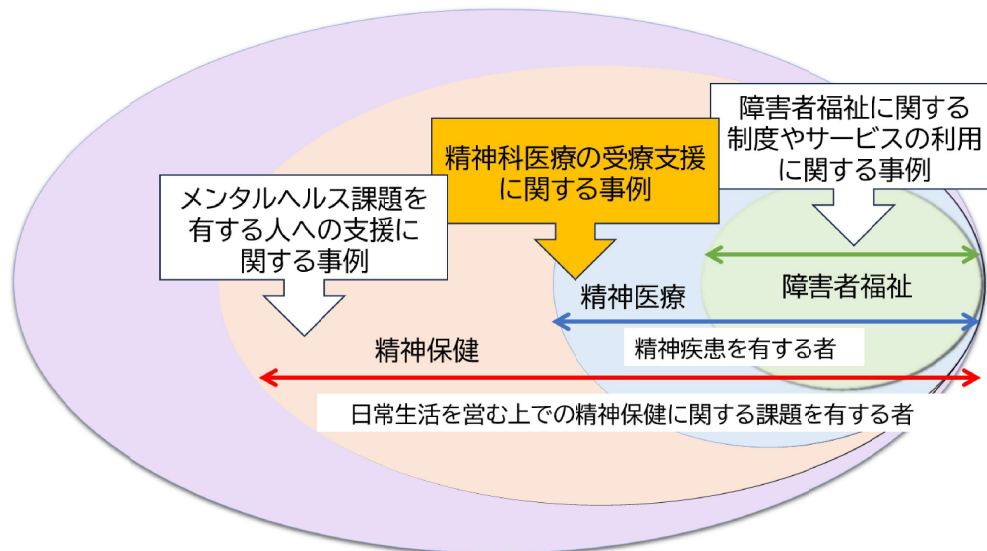 障害者福祉に関する
制度やサービスの利用
に関する事例
精神科医療の受療支援
に関する事例
メンタルヘルス課題を
有する人への支援に
関する事例
精神医療
障害者福祉
精神保健
精神疾患を有する者
日常生活を営む上での精神保健に関する課題を有する者